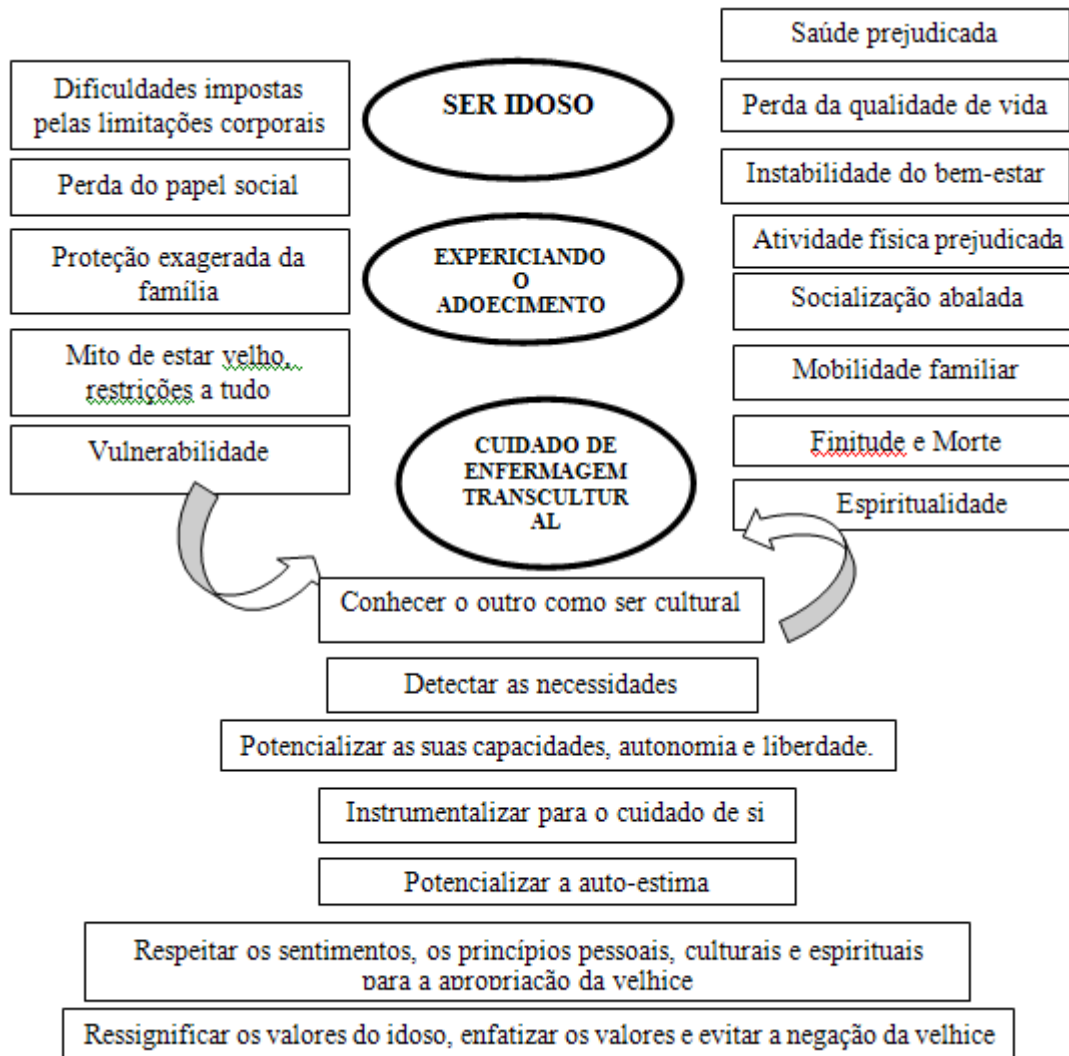 Dificuldades impostas
pelas limitações corporais
Perda do papel social
Proteção exagerada da
família
Mito de estar velho,
restrições a tudo
Vulnerabilidade
SER IDOSO
EXPERICIANDO
O
ADOECIMENTO
CUIDADO DE
ENFERMAGEM
TRANSCULTUR
AL
Saúde prejudicada
Perda da qualidade de vida
Instabilidade do bem-estar
Atividade física prejudicada
Socialização abalada
Mobilidade familiar
Finitude e Morte
Espiritualidade
Conhecer o outro como ser cultural
Detectar as necessidades
Potencializar as suas capacidades, autonomia e liberdade.
Instrumentalizar para o cuidado de si
Potencializar a auto-estima
Respeitar os sentimentos, os princípios pessoais, culturais e espirituais
para a apropriação da velhice
Ressignificar os valores do idoso, enfatizar os valores e evitar a negação da velhice